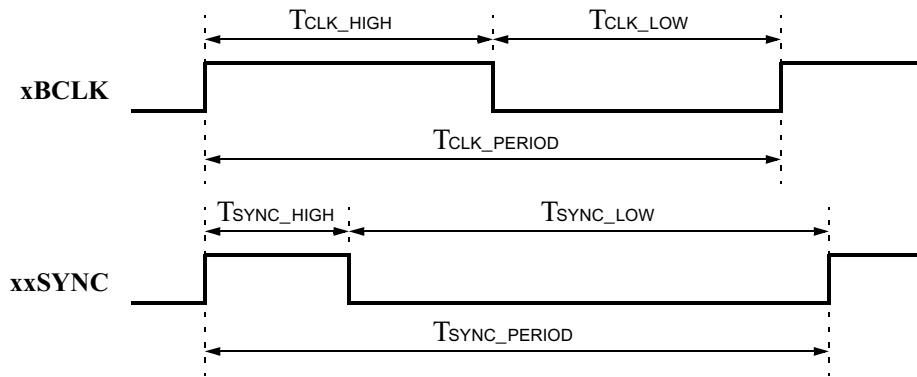 TCLK_HIGH TCLK_LOW
xBCLK
TCLK_PERIOD
TSYNC_HIGH TSYNC_LOW
xxSYNC
TSYNC_PERIOD